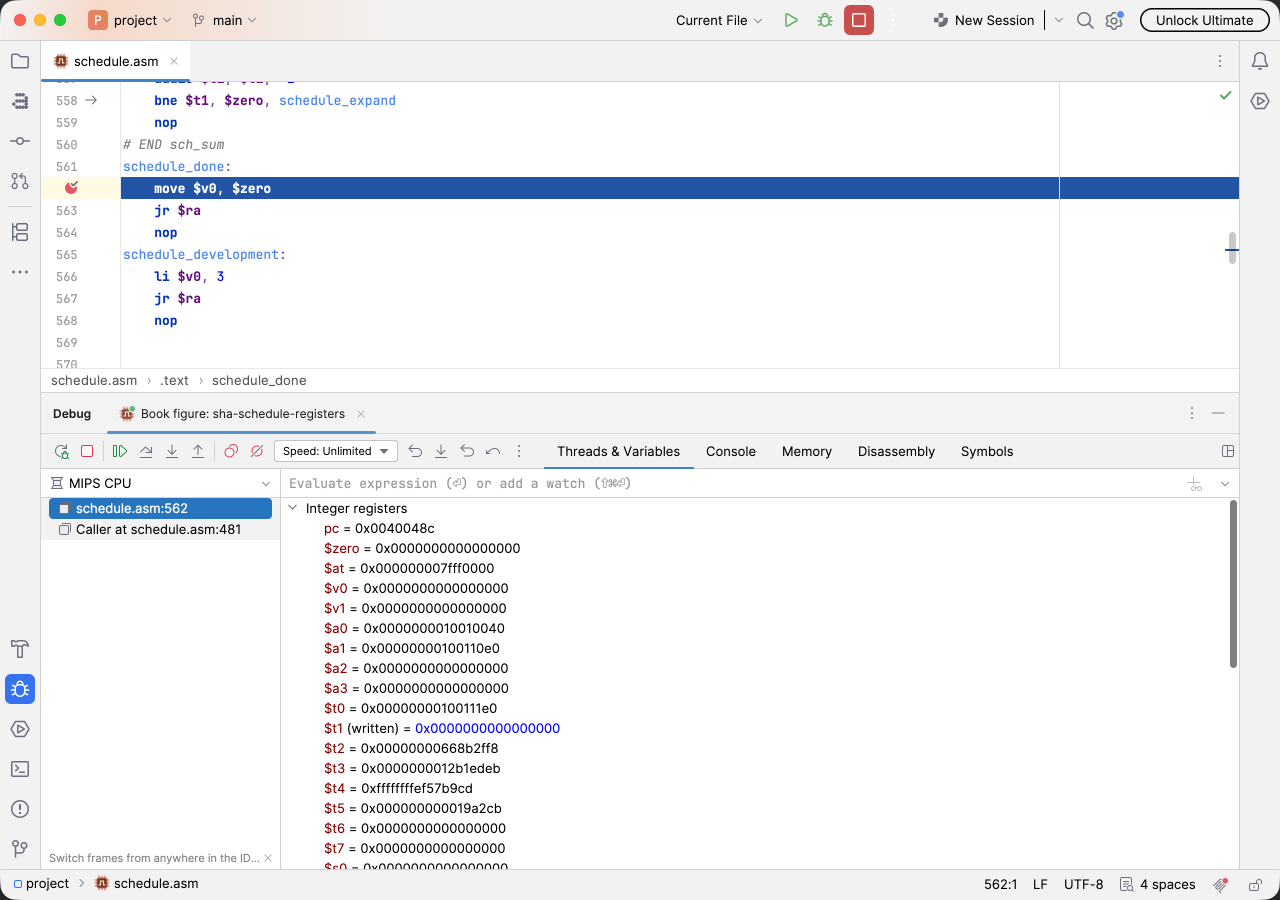 P project main Current File New Session Unlock Ultimate
schedule.asm
558 bne $t1, $zero, schedule_expand
559 nop
560 # END sch_sum
561 schedule_done:
move $v0, $zero
563 jr $ra
564 nop
565 schedule_development:
566 li $v0, 3
567 jr $ra
568 nop
569
570
schedule.asm › .text › schedule_done
Debug Book figure: sha-schedule-registers
Speed: Unlimited Threads & Variables Console Memory Disassembly Symbols
MIPS CPU
schedule.asm:562
Caller at schedule.asm:481
Switch frames from anywhere in the ID...
Evaluate expression (⏎) or add a watch (⇧⌘⏎)
Integer registers
pc = 0x0040048c
$zero = 0x0000000000000000
$at = 0x000000007fff0000
$v0 = 0x0000000000000000
$v1 = 0x0000000000000000
$a0 = 0x0000000010010040
$a1 = 0x00000000100110e0
$a2 = 0x0000000000000000
$a3 = 0x0000000000000000
$t0 = 0x00000000100111e0
$t1 (written) = 0x0000000000000000
$t2 = 0x00000000668b2ff8
$t3 = 0x0000000012b1edeb
$t4 = 0xffffffffef57b9cd
$t5 = 0x000000000019a2cb
$t6 = 0x0000000000000000
$t7 = 0x0000000000000000
$s0 = 0x0000000000000000
project › schedule.asm 562:1 LF UTF-8 4 spaces